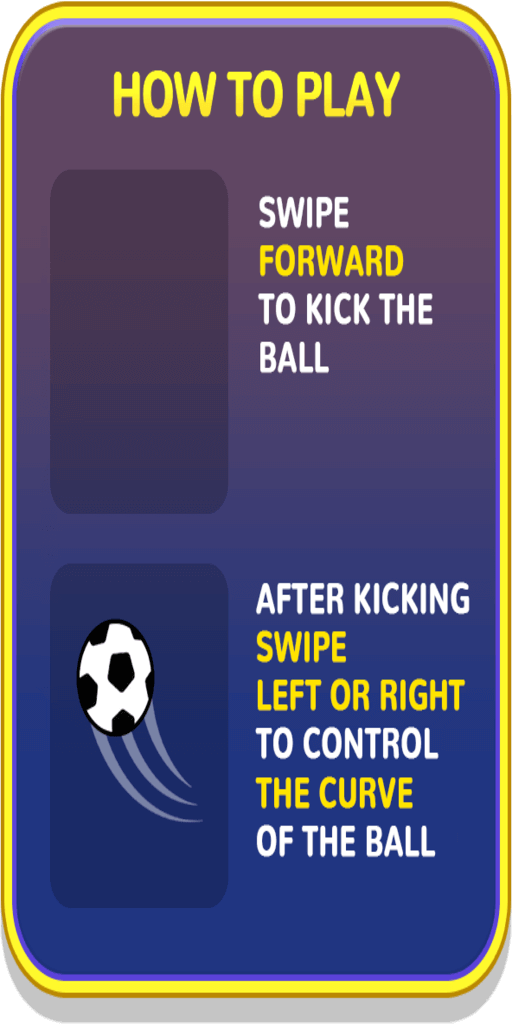 HOW TO PLAY
SWIPE
FORWARD
TO KICK THE
BALL
AFTER KICKING
SWIPE
LEFT OR RIGHT
TO CONTROL
THE CURVE
OF THE BALL